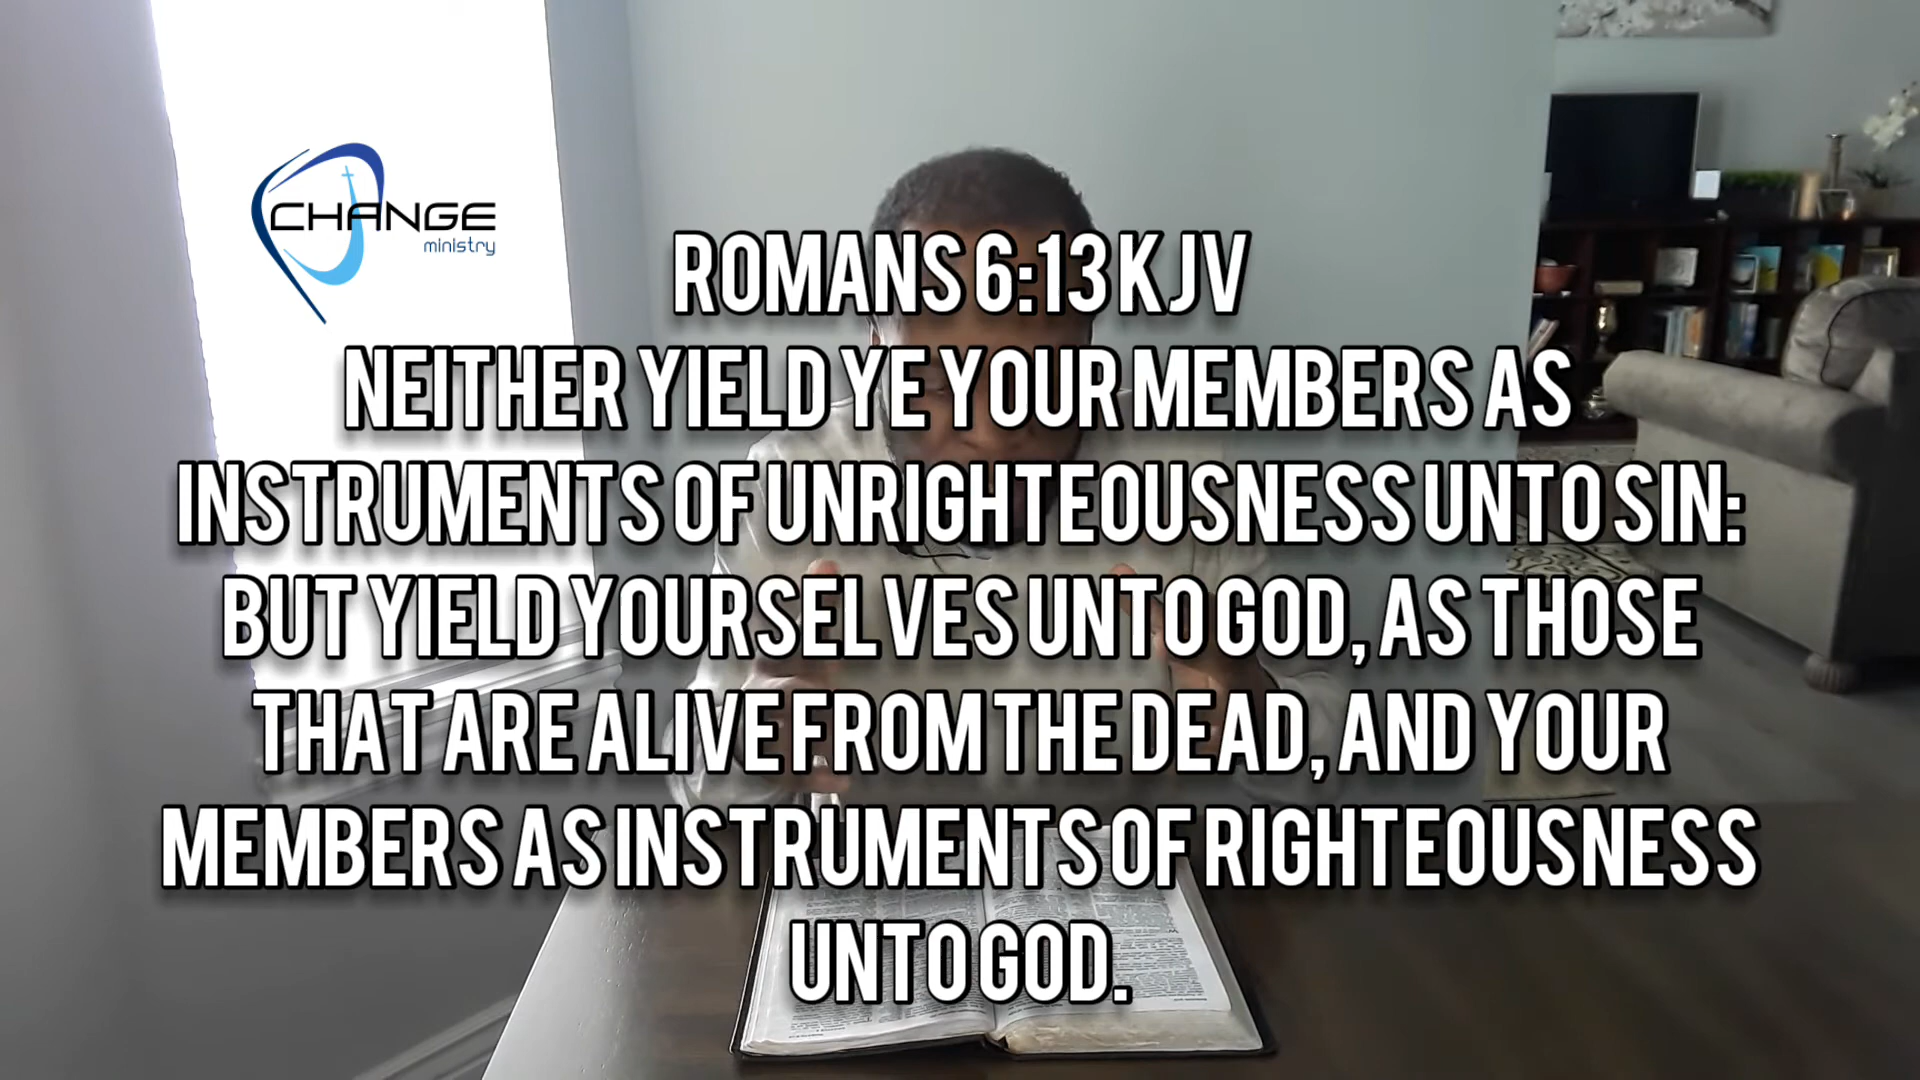 CHANGE
ministry
ROMANS 6:13 KJV
NEITHER YIELD YE YOUR MEMBERS AS
INSTRUMENTS OF UNRIGHTEOUSNESS UNTO SIN:
BUT YIELD YOURSELVES UNTO GOD, AS THOSE
THAT ARE ALIVE FROM THE DEAD, AND YOUR
MEMBERS AS INSTRUMENTS OF RIGHTEOUSNESS
UNTO GOD.